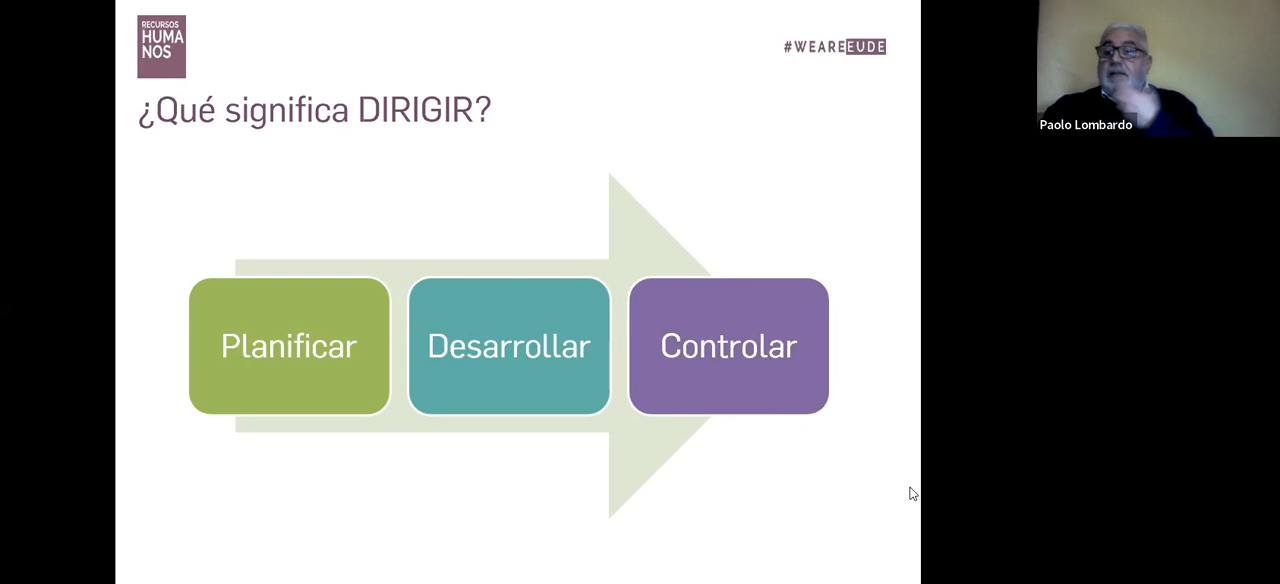 RECURSOS
HUMA
NOS
#WEAREEUDE
¿Qué significa DIRIGIR?
Planificar
Desarrollar
Controlar
Paolo Lombardo